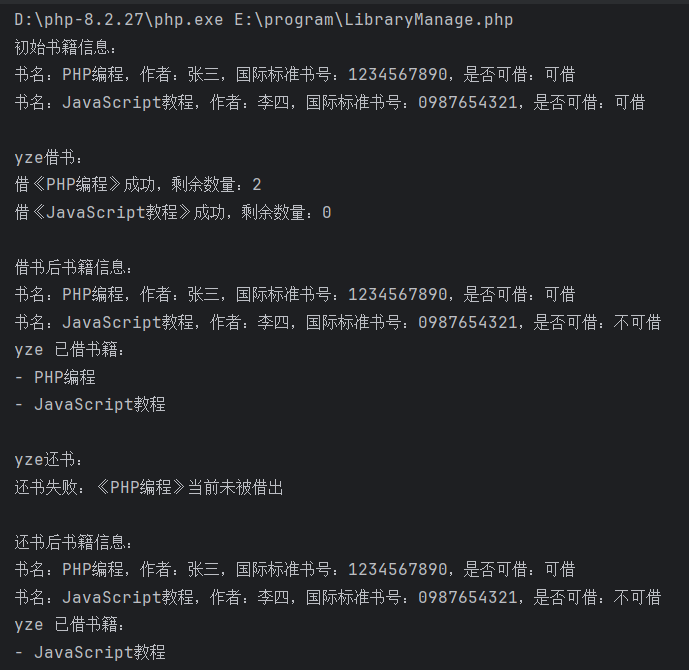 D:\php-8.2.27\php.exe E:\program\LibraryManage.php
初始书籍信息：
书名：PHP编程，作者：张三，国际标准书号：1234567890，是否可借：可借
书名：JavaScript教程，作者：李四，国际标准书号：0987654321，是否可借：可借
yze借书：
借《PHP编程》成功，剩余数量：2
借《JavaScript教程》成功，剩余数量：0
借书后书籍信息：
书名：PHP编程，作者：张三，国际标准书号：1234567890，是否可借：可借
书名：JavaScript教程，作者：李四，国际标准书号：0987654321，是否可借：不可借
yze 已借书籍：
- PHP编程
- JavaScript教程
yze还书：
还书失败：《PHP编程》当前未被借出
还书后书籍信息：
书名：PHP编程，作者：张三，国际标准书号：1234567890，是否可借：可借
书名：JavaScript教程，作者：李四，国际标准书号：0987654321，是否可借：不可借
yze 已借书籍：
- JavaScript教程